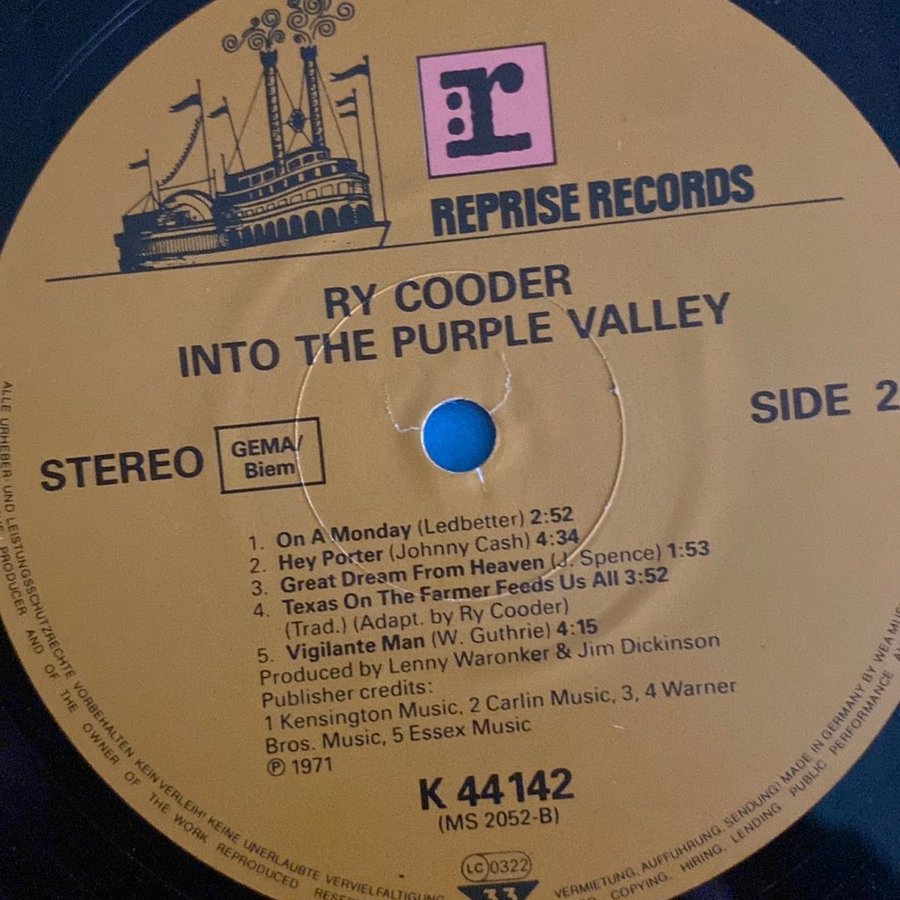 r
REPRISE RECORDS
RY COODER
INTO THE PURPLE VALLEY
SIDE 2
STEREO
GEMA/
Biem
1. On A Monday (Ledbetter) 2:52
2. Hey Porter (Johnny Cash) 4:34
3. Great Dream From Heaven (J. Spence) 1:53
4. Texas On The Farmer Feeds Us All 3:52
(Trad.) (Adapt. by Ry Cooder)
5. Vigilante Man (W. Guthrie) 4:15
Produced by Lenny Waronker & Jim Dickinson
Publisher credits:
1 Kensington Music, 2 Carlin Music, 3, 4 Warner
Bros. Music, 5 Essex Music
℗ 1971
K 44142
(MS 2052-B)
LC 0322
33
ALLE URHEBER- UND LEISTUNGSSCHUTZRECHTE VORBEHALTEN KEIN VERLEIH! KEINE UNERLAUBTE VERVIELFÄLTIGUNG
VERMIETUNG, AUFFÜHRUNG, SENDUNG! MADE IN GERMANY BY WEA
PRODUCER AND OF THE OWNER OF THE WORK REPRODUCED
COPYING, HIRING, LENDING PUBLIC PERFORMANCE